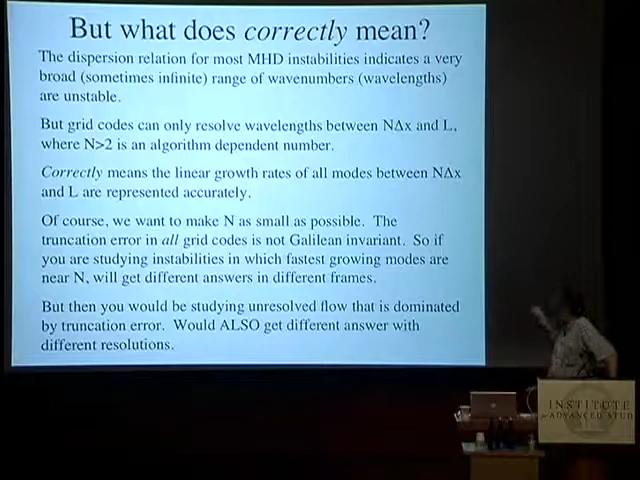 But what does correctly mean?
The dispersion relation for most MHD instabilities indicates a very
broad (sometimes infinite) range of wavenumbers (wavelengths)
are unstable.
But grid codes can only resolve wavelengths between NΔx and L,
where N>2 is an algorithm dependent number.
Correctly means the linear growth rates of all modes between NΔx
and L are represented accurately.
Of course, we want to make N as small as possible. The
truncation error in all grid codes is not Galilean invariant. So if
you are studying instabilities in which fastest growing modes are
near N, will get different answers in different frames.
But then you would be studying unresolved flow that is dominated
by truncation error. Would ALSO get different answer with
different resolutions.
INSTITUTE
for ADVANCED STUD